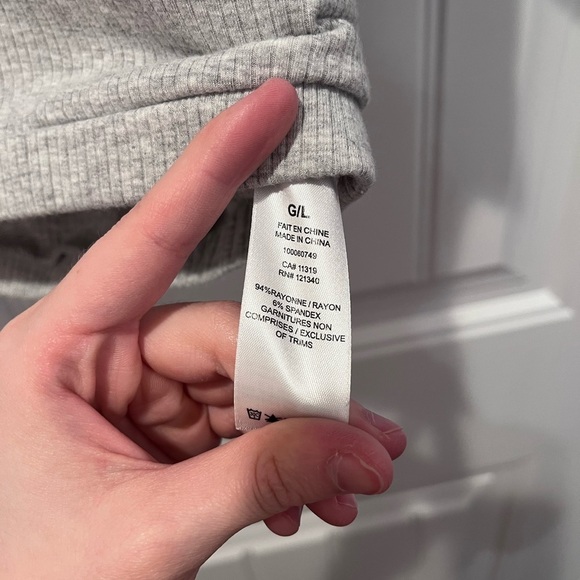 G/L.
FAIT EN CHINE
MADE IN CHINA
100060749
CA# 11319
RN# 121340
94%RAYONNE / RAYON
6% SPANDEX
GARNITURES NON
COMPRISES / EXCLUSIVE
OF TRIMS